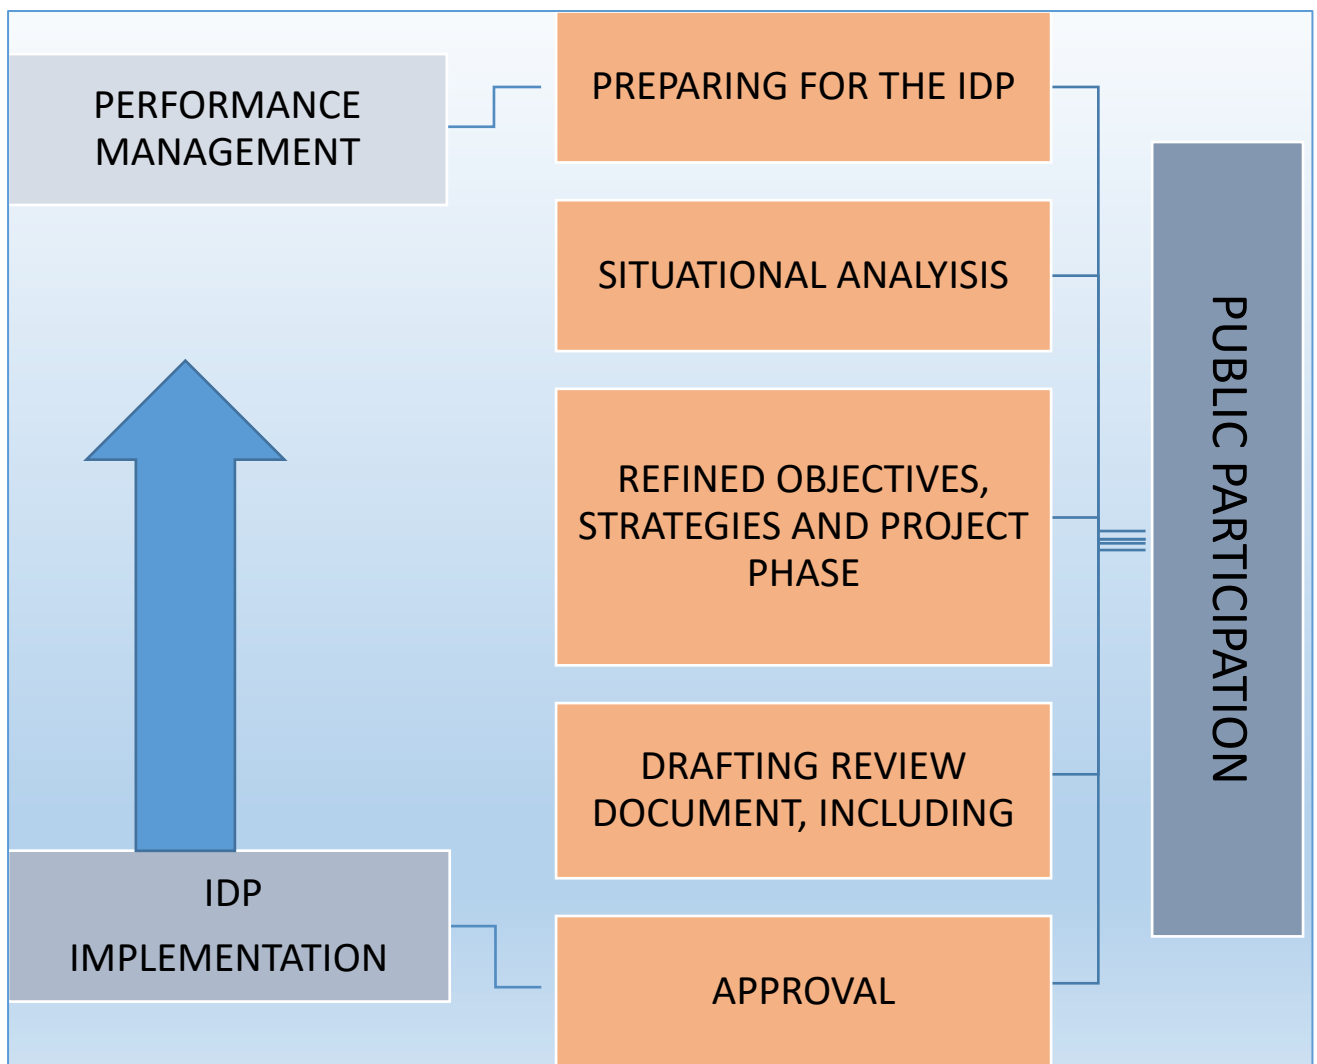 PERFORMANCE
MANAGEMENT
PREPARING FOR THE IDP
SITUATIONAL ANALYISIS
REFINED OBJECTIVES,
STRATEGIES AND PROJECT
PHASE
DRAFTING REVIEW
DOCUMENT, INCLUDING
IDP
IMPLEMENTATION
APPROVAL
PUBLIC PARTICIPATION